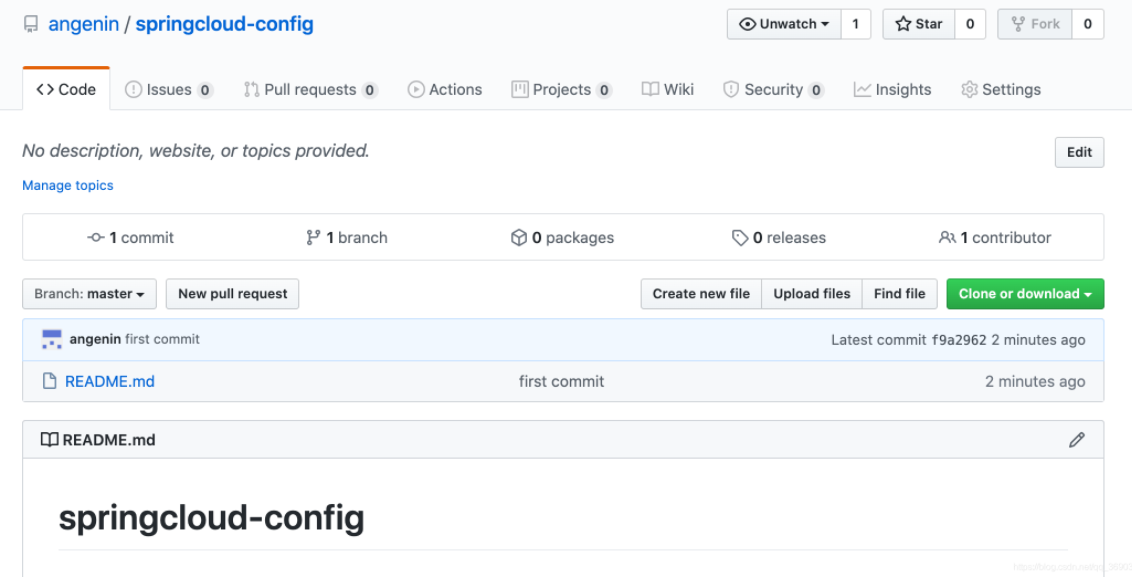 angenin / springcloud-config
Unwatch 1 Star 0 Fork 0
Code Issues 0 Pull requests 0 Actions Projects 0 Wiki Security 0 Insights Settings
No description, website, or topics provided. Edit
Manage topics
1 commit 1 branch 0 packages 0 releases 1 contributor
Branch: master New pull request Create new file Upload files Find file Clone or download
angenin first commit Latest commit f9a2962 2 minutes ago
README.md first commit 2 minutes ago
README.md
springcloud-config